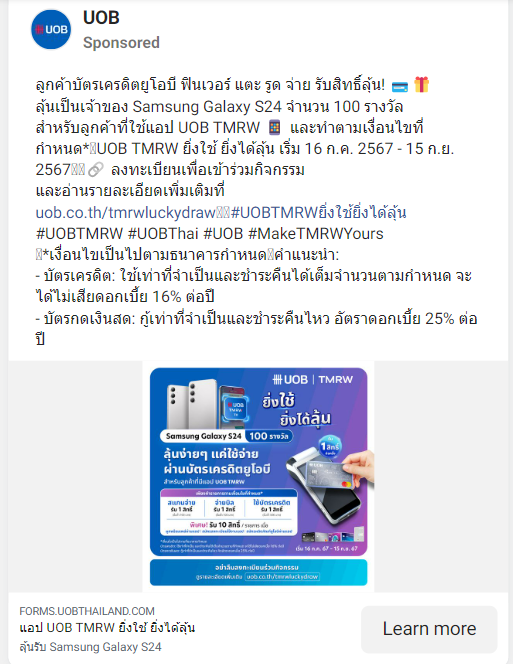 UOB
Sponsored
ลูกค้าบัตรเครดิตยูโอบี ฟินเวอร์ แตะ รูด จ่าย รับสิทธิ์ลุ้น! 💳 🎁
ลุ้นเป็นเจ้าของ Samsung Galaxy S24 จำนวน 100 รางวัล
สำหรับลูกค้าที่ใช้แอป UOB TMRW 📱 และทำตามเงื่อนไขที่
กำหนด*UOB TMRW ยิ่งใช้ ยิ่งได้ลุ้น เริ่ม 16 ก.ค. 2567 - 15 ก.ย.
2567🔗 ลงทะเบียนเพื่อเข้าร่วมกิจกรรม
และอ่านรายละเอียดเพิ่มเติมที่
uob.co.th/tmrwluckydraw#UOBTMRWยิ่งใช้ยิ่งได้ลุ้น
#UOBTMRW #UOBThai #UOB #MakeTMRWYours
*เงื่อนไขเป็นไปตามธนาคารกำหนดคำแนะนำ:
- บัตรเครดิต: ใช้เท่าที่จำเป็นและชำระคืนได้เต็มจำนวนตามกำหนด จะ
ได้ไม่เสียดอกเบี้ย 16% ต่อปี
- บัตรกดเงินสด: กู้เท่าที่จำเป็นและชำระคืนไหว อัตราดอกเบี้ย 25% ต่อ
ปี
UOB | TMRW
ยิ่งใช้
ยิ่งได้ลุ้น
Samsung Galaxy S24 100 รางวัล
ลุ้นง่ายๆ แค่ใช้จ่าย
ผ่านบัตรเครดิตยูโอบี
สำหรับลูกค้าที่มีแอป UOB TMRW
1 สิทธิ์
สแกนจ่าย จ่ายบิล ใช้บัตรเครดิต
รับ 1 สิทธิ์ รับ 1 สิทธิ์ รับ 1 สิทธิ์
พิเศษ! รับ 10 สิทธิ์
เริ่ม 16 ก.ค. 67 - 15 ก.ย. 67
อย่าลืมลงทะเบียนร่วมกิจกรรม
ดูรายละเอียดเพิ่มเติม uob.co.th/tmrwluckydraw
FORMS.UOBTHAILAND.COM
แอป UOB TMRW ยิ่งใช้ ยิ่งได้ลุ้น
ลุ้นรับ Samsung Galaxy S24
Learn more